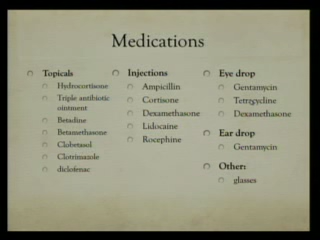 Medications
Topicals
Hydrocortisone
Triple antibiotic
ointment
Betadine
Betamethasone
Clobetasol
Clotrimazole
diclofenac
Injections
Ampicillin
Cortisone
Dexamethasone
Lidocaine
Rocephine
Eye drop
Gentamycin
Tetracycline
Dexamethasone
Ear drop
Gentamycin
Other:
glasses